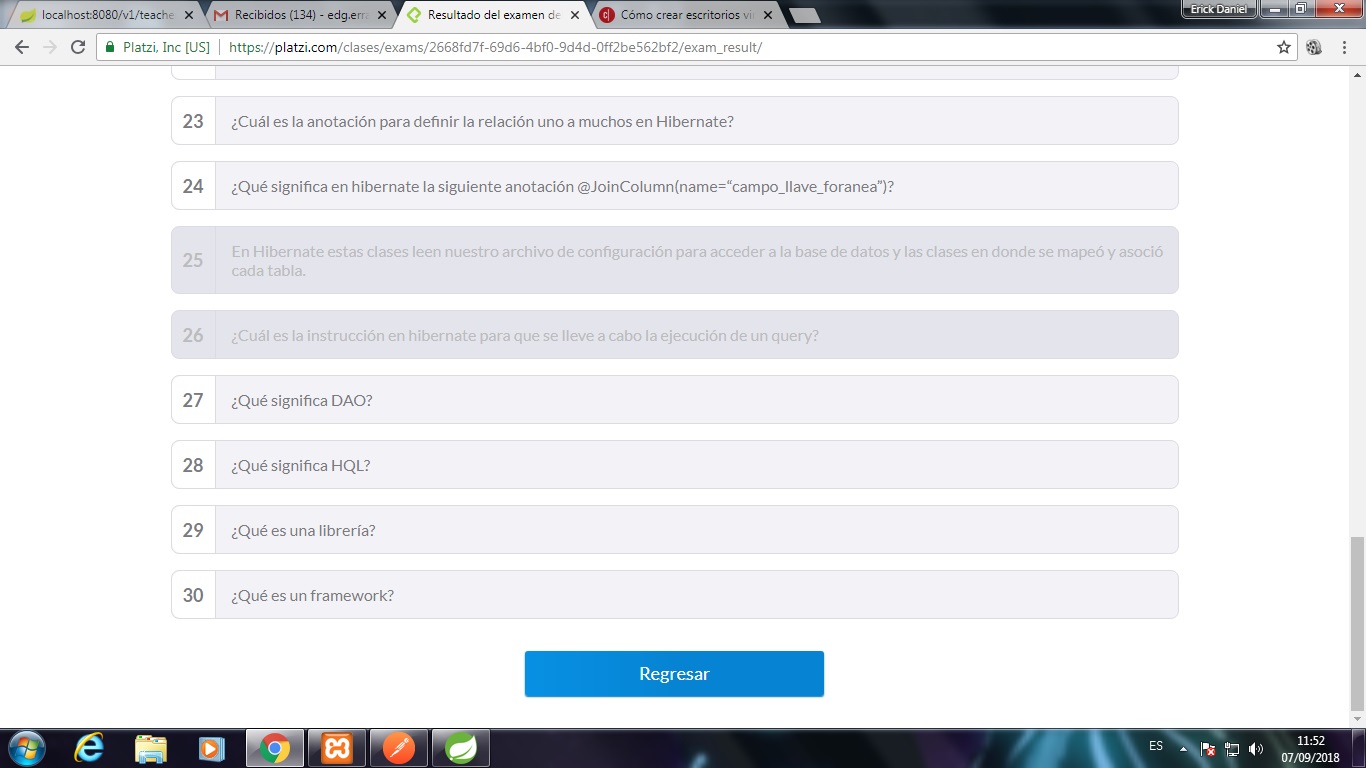 localhost:8080/v1/teache
Recibidos (134) - edg.erra
Resultado del examen de
Cómo crear escritorios vir
Erick Daniel
Platzi, Inc [US]
https://platzi.com/clases/exams/2668fd7f-69d6-4bf0-9d4d-0ff2be562bf2/exam_result/
23 ¿Cuál es la anotación para definir la relación uno a muchos en Hibernate?
24 ¿Qué significa en hibernate la siguiente anotación @JoinColumn(name=“campo_llave_foranea”)?
25 En Hibernate estas clases leen nuestro archivo de configuración para acceder a la base de datos y las clases en donde se mapeó y asoció
cada tabla.
26 ¿Cuál es la instrucción en hibernate para que se lleve a cabo la ejecución de un query?
27 ¿Qué significa DAO?
28 ¿Qué significa HQL?
29 ¿Qué es una librería?
30 ¿Qué es un framework?
Regresar
ES
11:52
07/09/2018